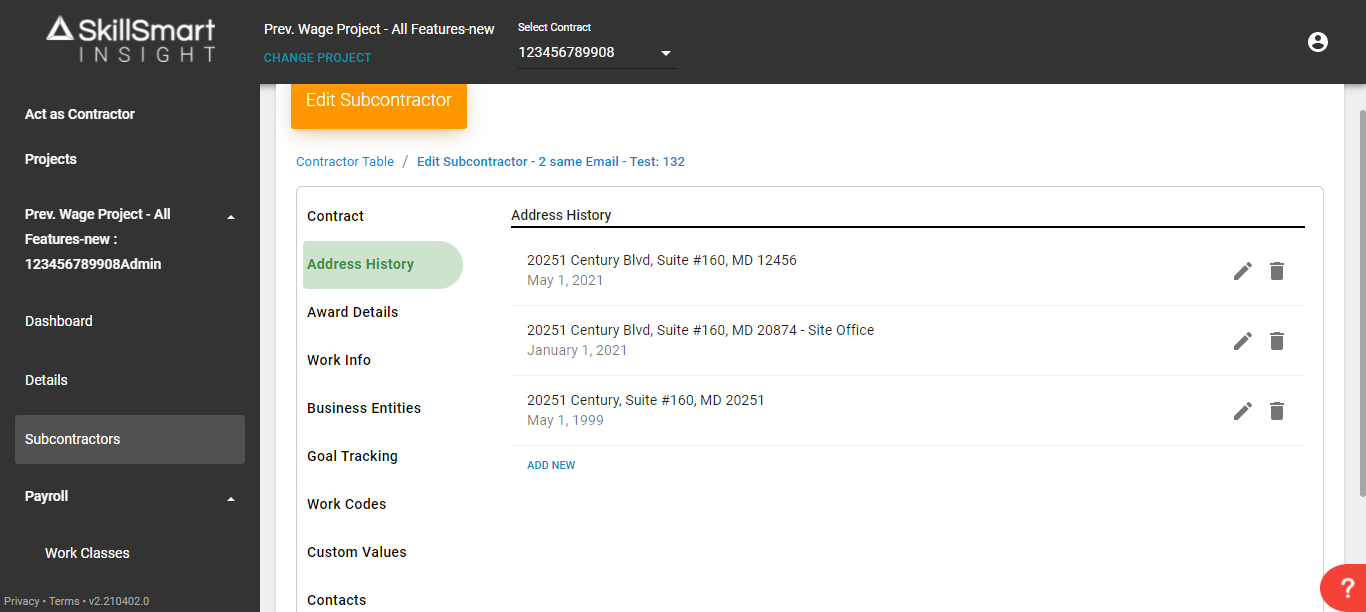 SkillSmart
INSIGHT
Prev. Wage Project - All Features-new
CHANGE PROJECT
Select Contract
123456789908
Act as Contractor
Projects
Prev. Wage Project - All
Features-new :
123456789908Admin
Dashboard
Details
Subcontractors
Payroll
Work Classes
Privacy • Terms • v2.210402.0
Edit Subcontractor
Contractor Table / Edit Subcontractor - 2 same Email - Test: 132
Contract
Address History
Award Details
Work Info
Business Entities
Goal Tracking
Work Codes
Custom Values
Contacts
Address History
20251 Century Blvd, Suite #160, MD 12456
May 1, 2021
20251 Century Blvd, Suite #160, MD 20874 - Site Office
January 1, 2021
20251 Century, Suite #160, MD 20251
May 1, 1999
ADD NEW
?